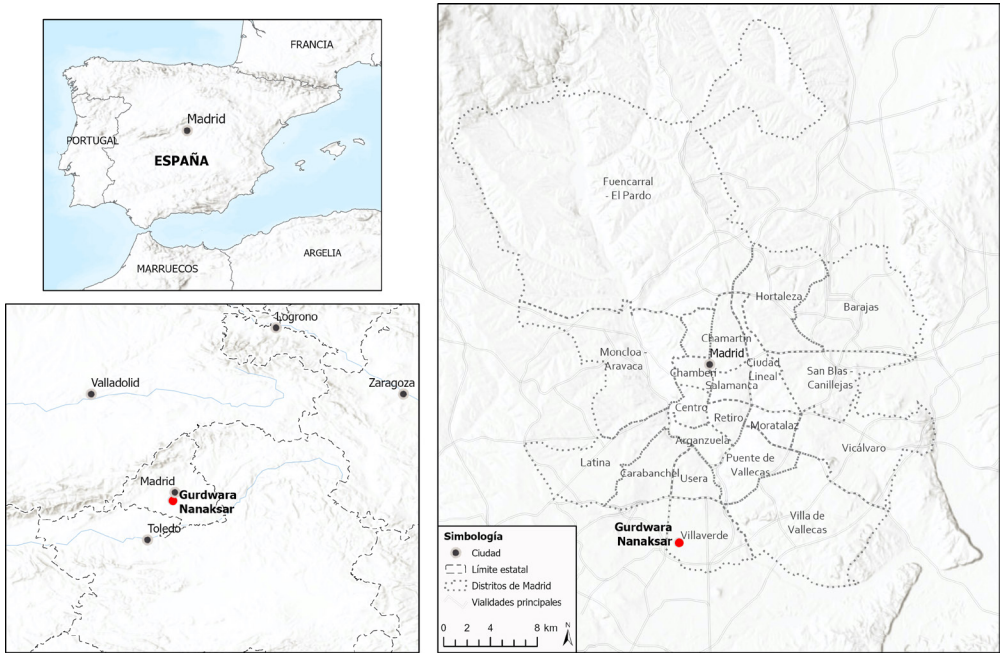 FRANCIA
Madrid
PORTUGAL
ESPAÑA
MARRUECOS
ARGELIA
Logrono
Valladolid
Zaragoza
Madrid
Gurdwara
Nanaksar
Toledo
Fuencarral
- El Pardo
Hortaleza
Barajas
Chamartín
Madrid
Moncloa -
Aravaca
Chamberí
Ciudad
Lineal
Salamanca
San Blas -
Canillejas
Centro
Retiro
Moratalaz
Arganzuela
Vicálvaro
Latina
Carabanchel
Usera
Puente de
Vallecas
Villa de
Vallecas
Gurdwara
Nanaksar
Villaverde
Simbología
Ciudad
Límite estatal
Distritos de Madrid
Vialidades principales
0 2 4 8 km
N